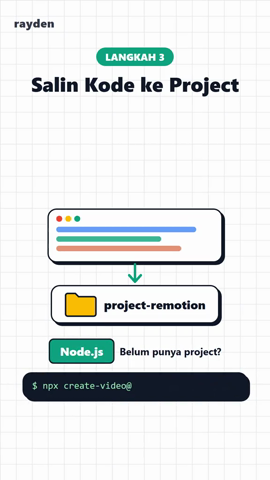 rayden
LANGKAH 3
Salin Kode ke Project
project-remotion
Node.js Belum punya project?
$ npx create-video@